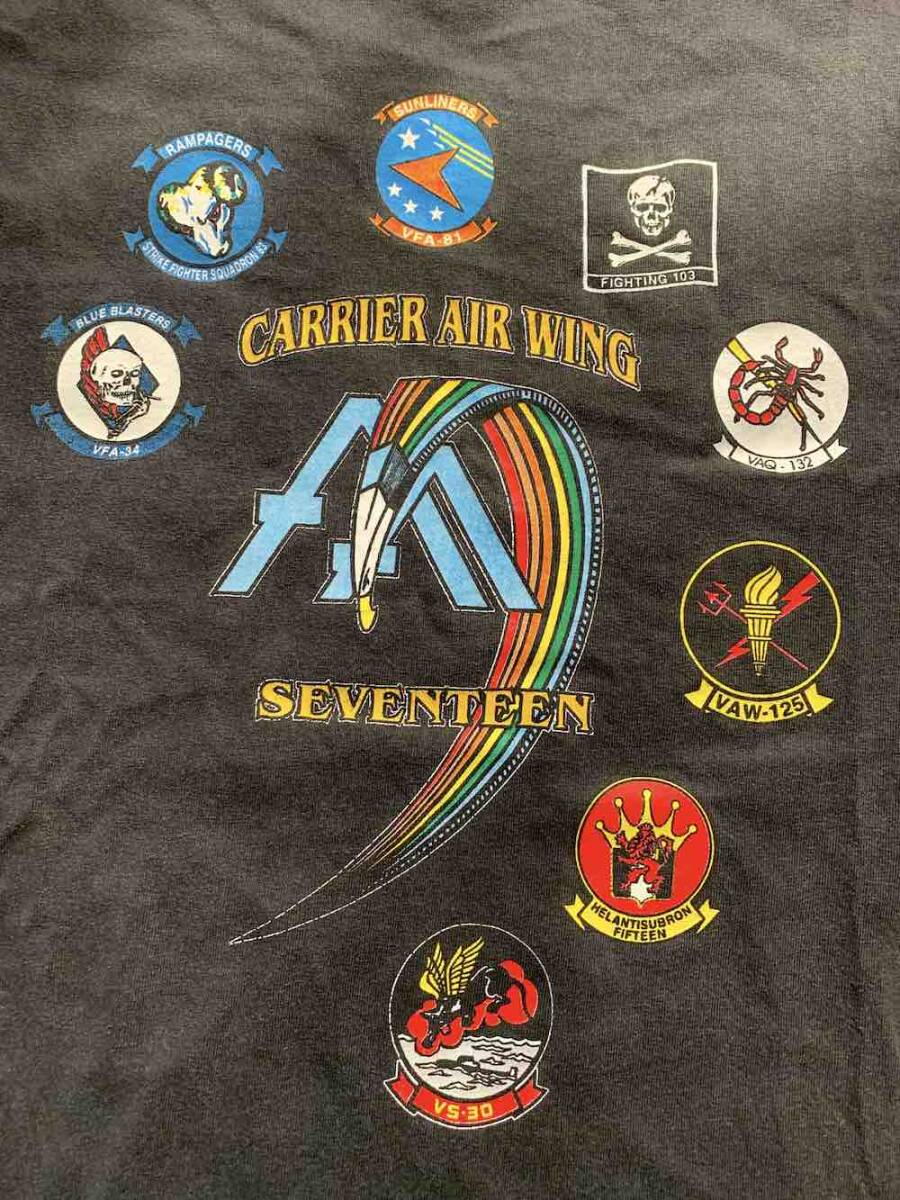 SUNLINERS
VFA-81
RAMPAGERS
STRIKE FIGHTER SQUADRON 83
FIGHTING 103
BLUE BLASTERS
VFA-34
CARRIER AIR WING
AA
SEVENTEEN
VAQ - 132
VAW-125
HELANTISUBRON
FIFTEEN
VS-30